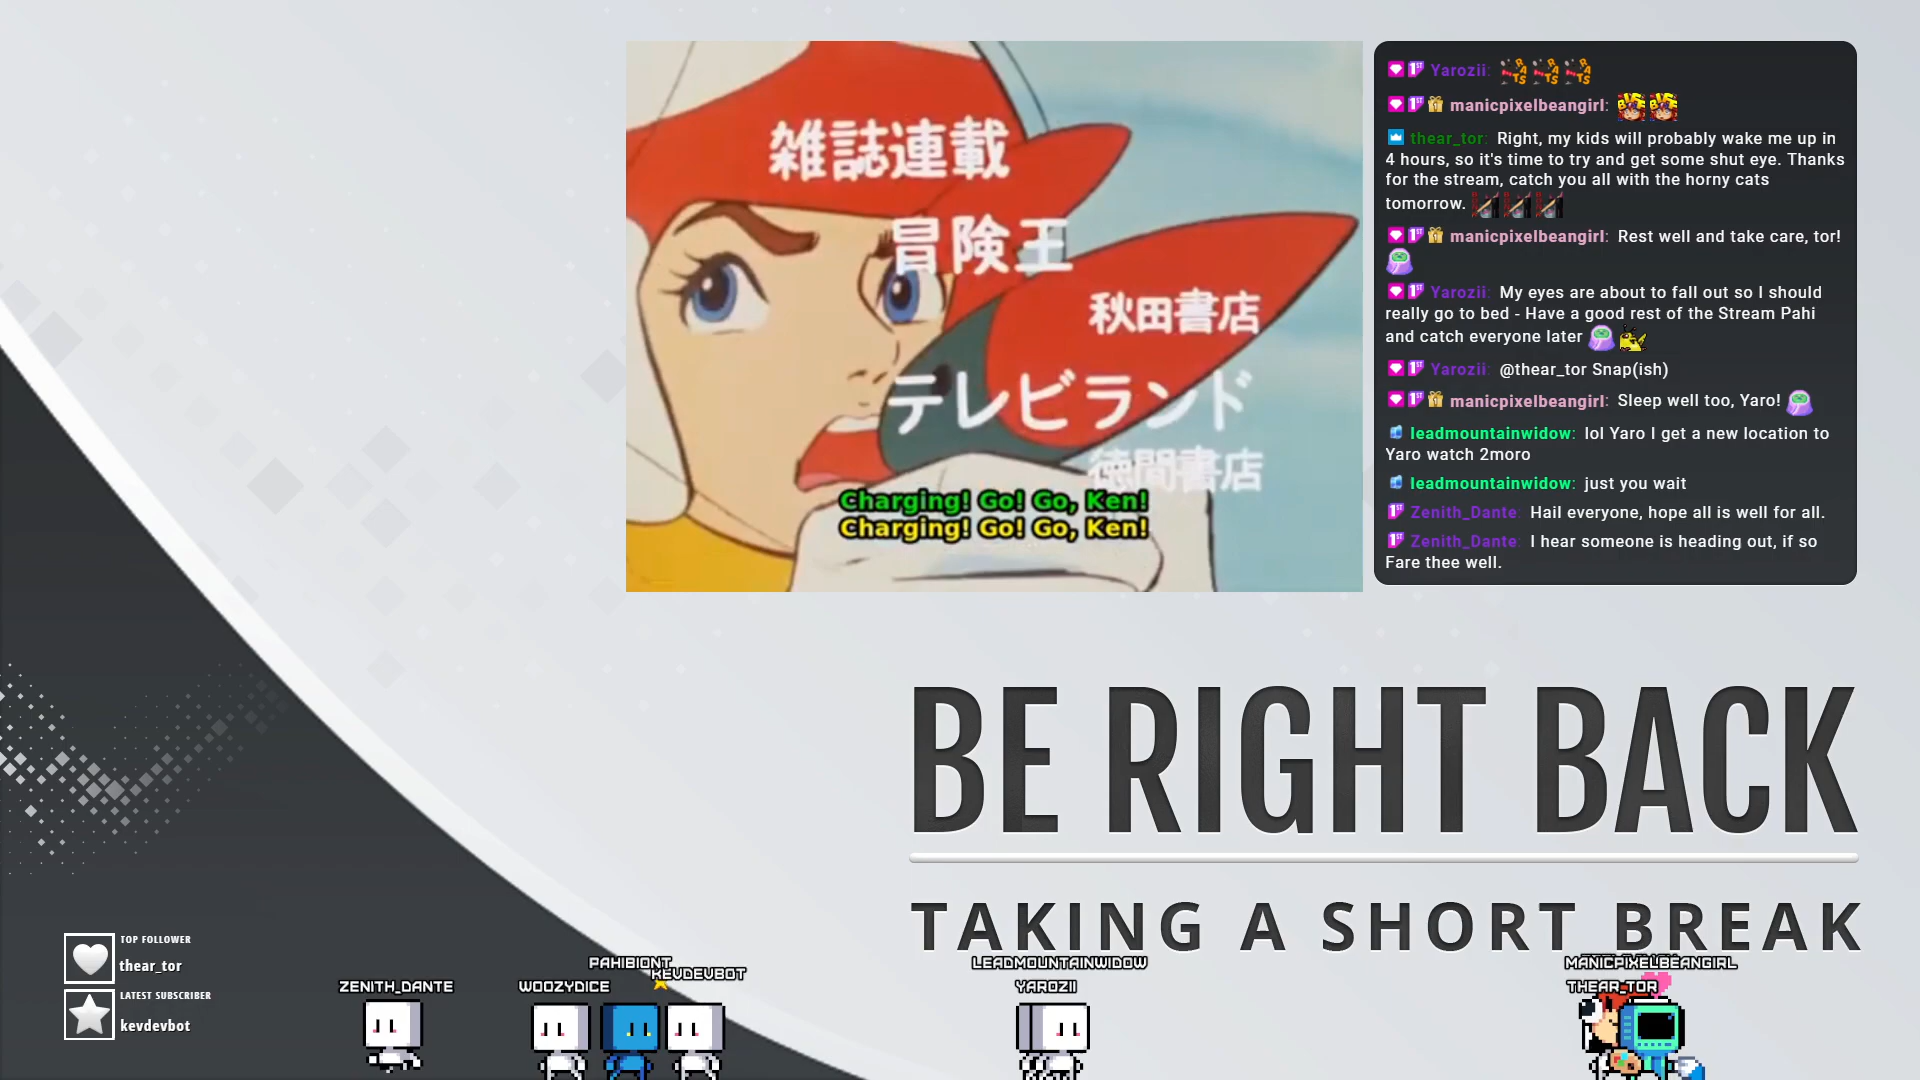 雑誌連載
冒険王
秋田書店
テレビランド
徳間書店
Charging! Go! Go, Ken!
Charging! Go! Go, Ken!
Yarozii:
manicpixelbeangirl:
thear_tor: Right, my kids will probably wake me up in
4 hours, so it's time to try and get some shut eye. Thanks
for the stream, catch you all with the horny cats
tomorrow.
manicpixelbeangirl: Rest well and take care, tor!
Yarozii: My eyes are about to fall out so I should
really go to bed - Have a good rest of the Stream Pahi
and catch everyone later
Yarozii: @thear_tor Snap(ish)
manicpixelbeangirl: Sleep well too, Yaro!
leadmountainwidow: lol Yaro I get a new location to
Yaro watch 2moro
leadmountainwidow: just you wait
Zenith_Dante: Hail everyone, hope all is well for all.
Zenith_Dante: I hear someone is heading out, if so
Fare thee well.
BE RIGHT BACK
TAKING A SHORT BREAK
TOP FOLLOWER
thear_tor
LATEST SUBSCRIBER
kevdevbot
ZENITH_DANTE
WOOZYDICE
PAHIBIONT
KEVDEVBOT
LEADMOUNTAINWIDOW
YAROZII
MANICPIXELBEANGIRL
THEAR_TOR